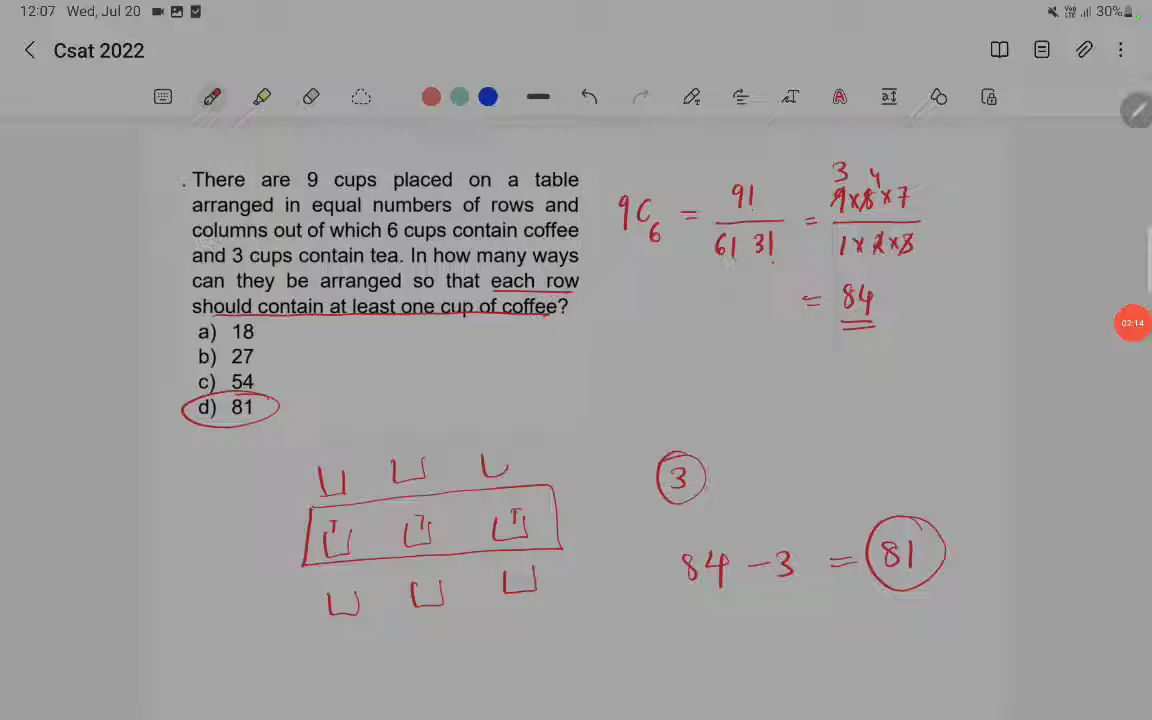 12:07 Wed, Jul 20
30%
Csat 2022
There are 9 cups placed on a table
arranged in equal numbers of rows and
columns out of which 6 cups contain coffee
and 3 cups contain tea. In how many ways
can they be arranged so that each row
should contain at least one cup of coffee?
a) 18
b) 27
c) 54
d) 81
9C6 = 9! / 6! 3! = 9×8×7 / 1×2×3
3 4
= 84
02:14
T T T
3
84 - 3 = 81